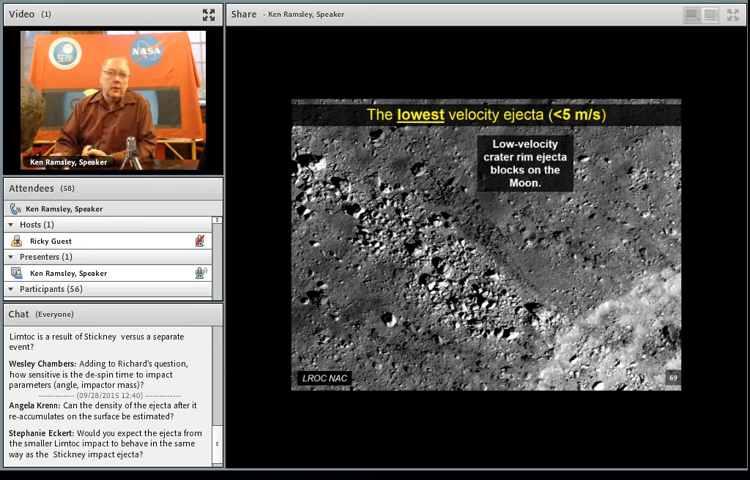 Video (1)
SERVI
NASA
Ken Ramsley, Speaker
Attendees (58)
Ken Ramsley, Speaker
Hosts (1)
Ricky Guest
Presenters (1)
Ken Ramsley, Speaker
Participants (56)
Chat (Everyone)
Limtoc is a result of Stickney versus a separate
event?
Wesley Chambers: Adding to Richard's question,
how sensitive is the de-spin time to impact
parameters (angle, impactor mass)?
------------- (09/28/2015 12:40) -------------
Angela Krenn: Can the density of the ejecta after it
re-accumulates on the surface be estimated?
Stephanie Eckert: Would you expect the ejecta from
the smaller Limtoc impact to behave in the same
way as the Stickney impact ejecta?
Share - Ken Ramsley, Speaker
The lowest velocity ejecta (<5 m/s)
Low-velocity
crater rim ejecta
blocks on the
Moon.
LROC NAC
69